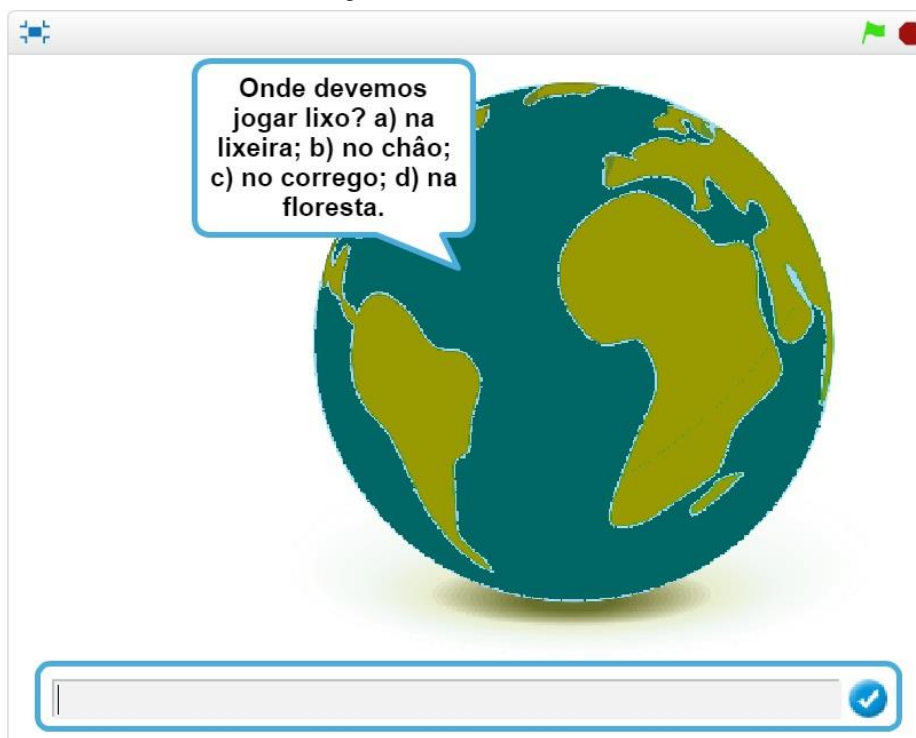 Onde devemos
jogar lixo? a) na
lixeira; b) no châo;
c) no corrego; d) na
floresta.